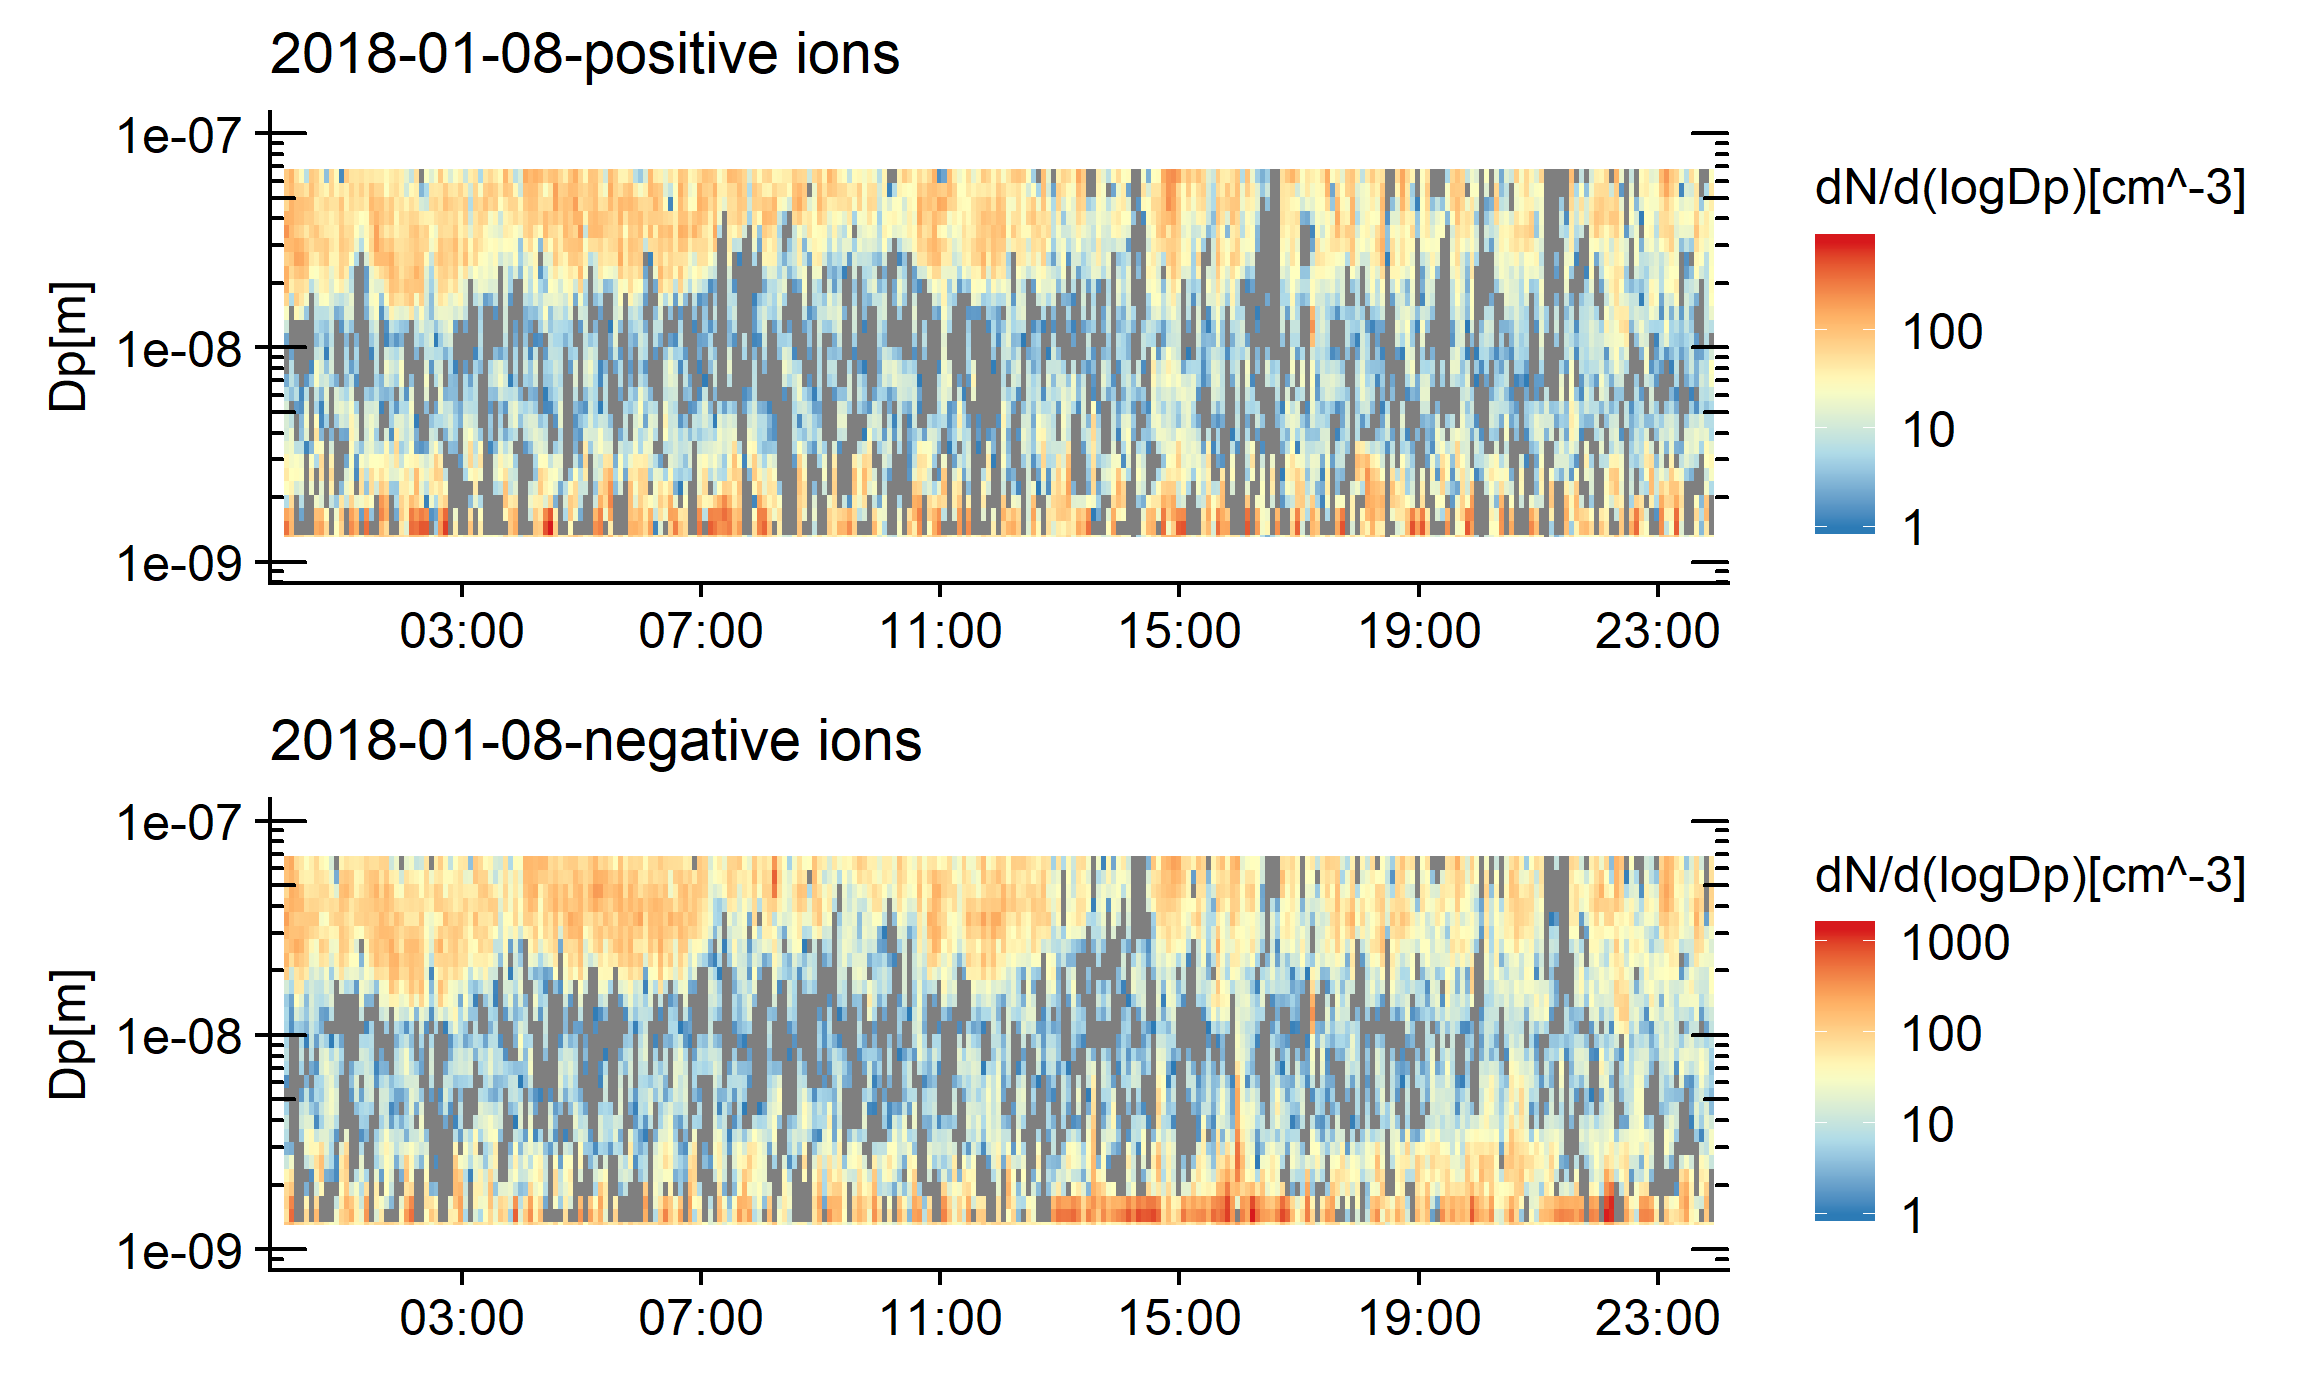 2018-01-08-positive ions
1e-07
1e-08
1e-09
Dp[m]
03:00 07:00 11:00 15:00 19:00 23:00
dN/d(logDp)[cm^-3]
100
10
1
2018-01-08-negative ions
1e-07
1e-08
1e-09
Dp[m]
03:00 07:00 11:00 15:00 19:00 23:00
dN/d(logDp)[cm^-3]
1000
100
10
1